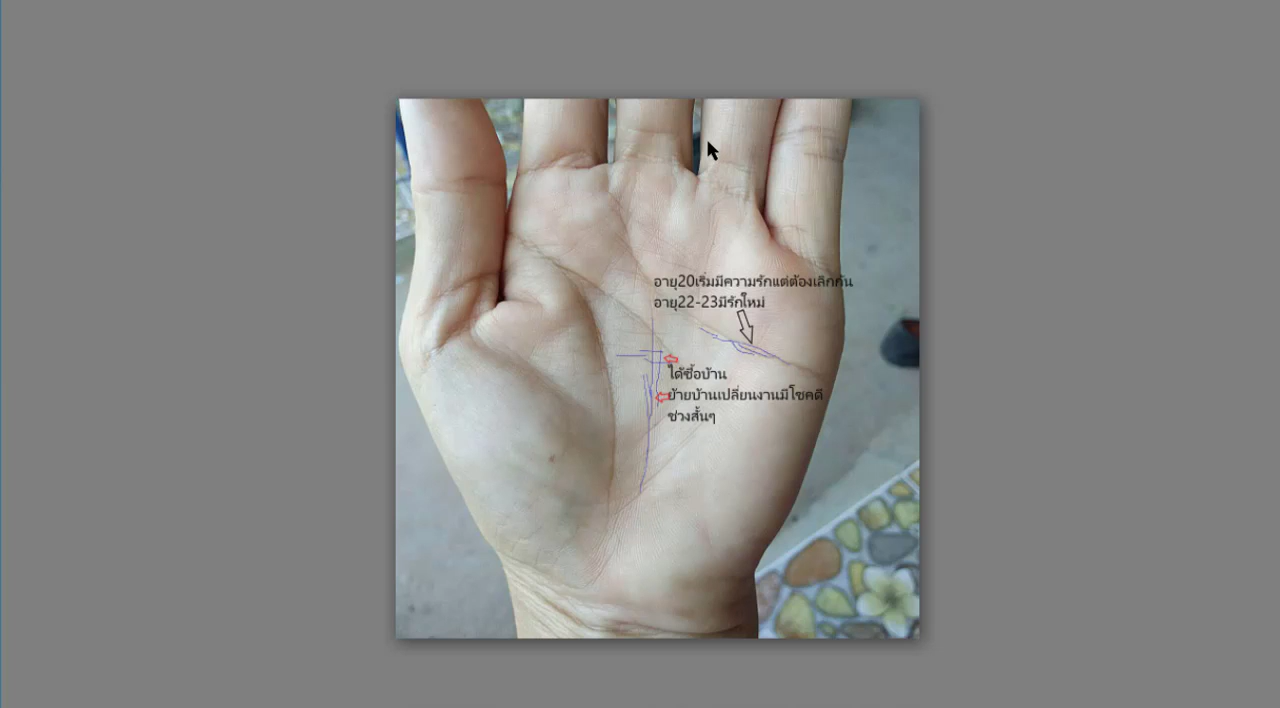 อายุ20เริ่มมีความรักแต่ต้องเลิกกัน
อายุ22-23มีรักใหม่
ได้ซื้อบ้าน
ย้ายบ้านเปลี่ยนงานมีโชคดี
ช่วงสั้นๆ